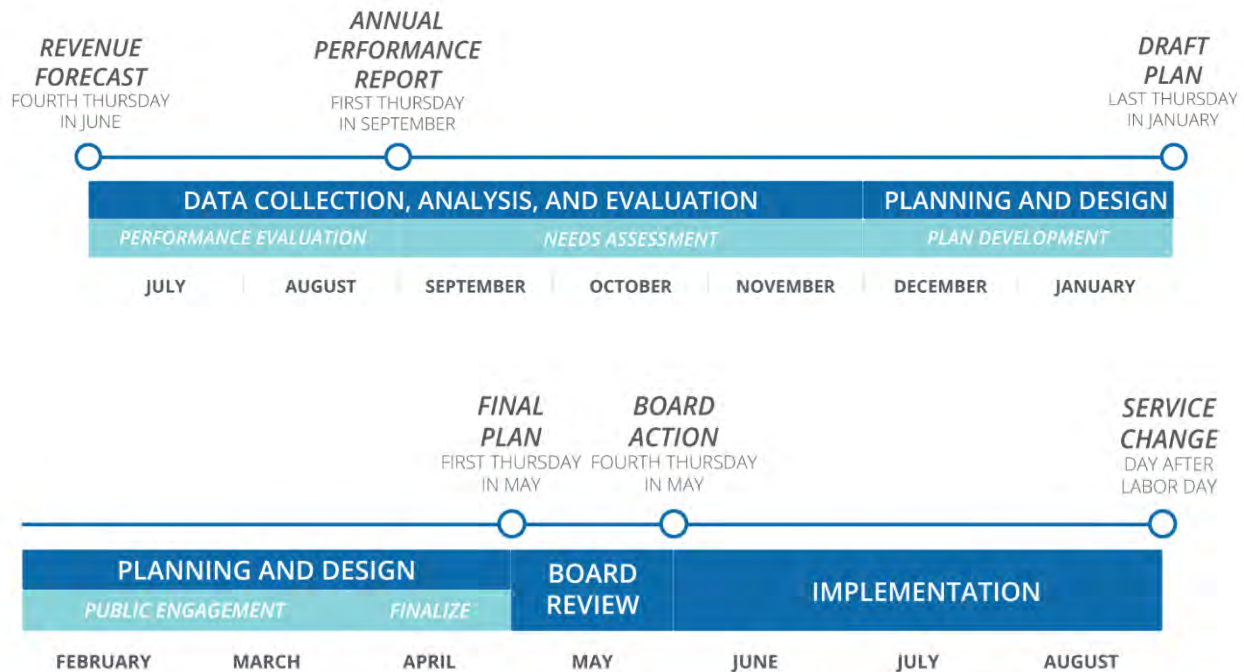 REVENUE
FORECAST
FOURTH THURSDAY
IN JUNE
ANNUAL
PERFORMANCE
REPORT
FIRST THURSDAY
IN SEPTEMBER
DRAFT
PLAN
LAST THURSDAY
IN JANUARY
DATA COLLECTION, ANALYSIS, AND EVALUATION
PLANNING AND DESIGN
PERFORMANCE EVALUATION
NEEDS ASSESSMENT
PLAN DEVELOPMENT
JULY
AUGUST
SEPTEMBER
OCTOBER
NOVEMBER
DECEMBER
JANUARY
FINAL
PLAN
FIRST THURSDAY
IN MAY
BOARD
ACTION
FOURTH THURSDAY
IN MAY
SERVICE
CHANGE
DAY AFTER
LABOR DAY
PLANNING AND DESIGN
PUBLIC ENGAGEMENT
FINALIZE
BOARD
REVIEW
IMPLEMENTATION
FEBRUARY
MARCH
APRIL
MAY
JUNE
JULY
AUGUST